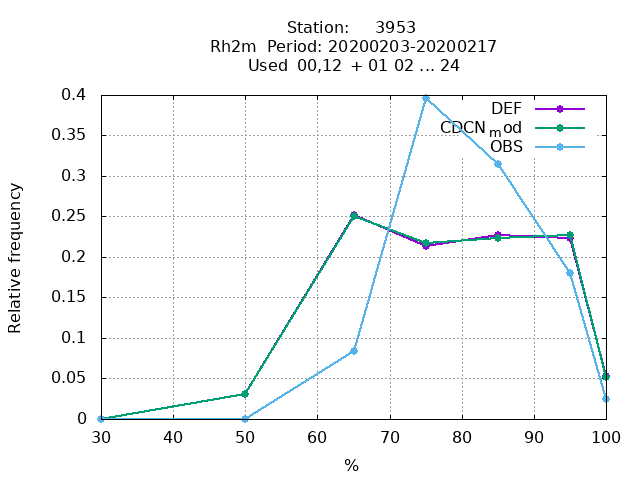 Station: 3953
Rh2m Period: 20200203-20200217
Used 00,12 + 01 02 ... 24
DEF
CDCN_mod
OBS
0.4
0.35
0.3
0.25
0.2
0.15
0.1
0.05
0
Relative frequency
30 40 50 60 70 80 90 100
%